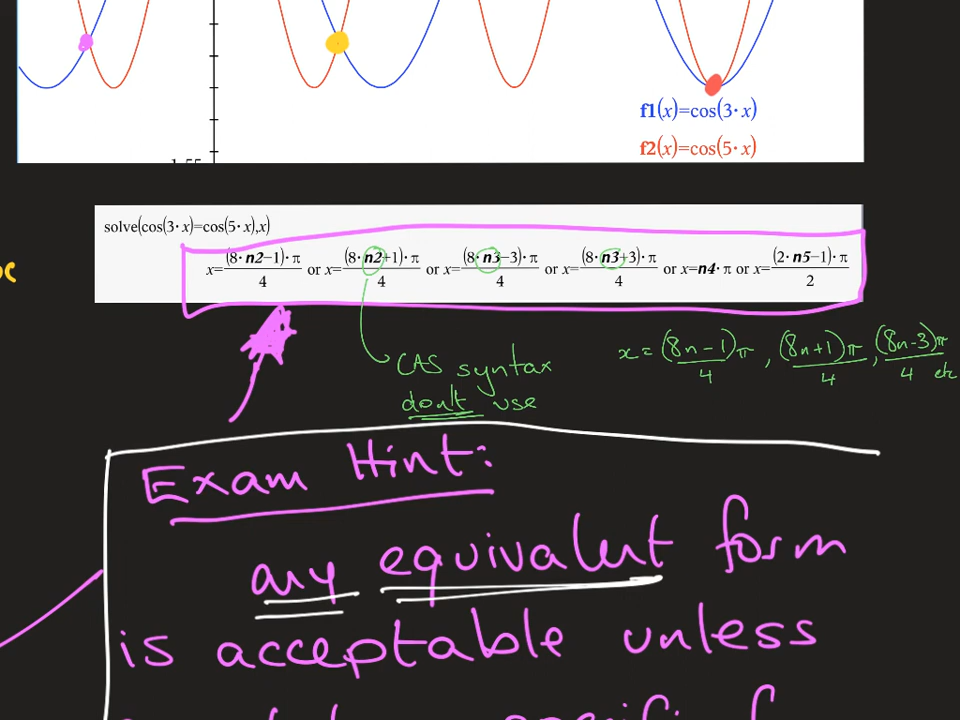 f1(x)=cos(3·x)
f2(x)=cos(5·x)
solve(cos(3·x)=cos(5·x),x)
x=(8·n2−1)·π/4 or x=(8·n2+1)·π/4 or x=(8·n3−3)·π/4 or x=(8·n3+3)·π/4 or x=n4·π or x=(2·n5−1)·π/2
x = (8n−1)π/4 , (8n+1)π/4 , (8n−3)π/4 etc
CAS syntax
don't use
Exam Hint:
any equivalent form
is acceptable unless